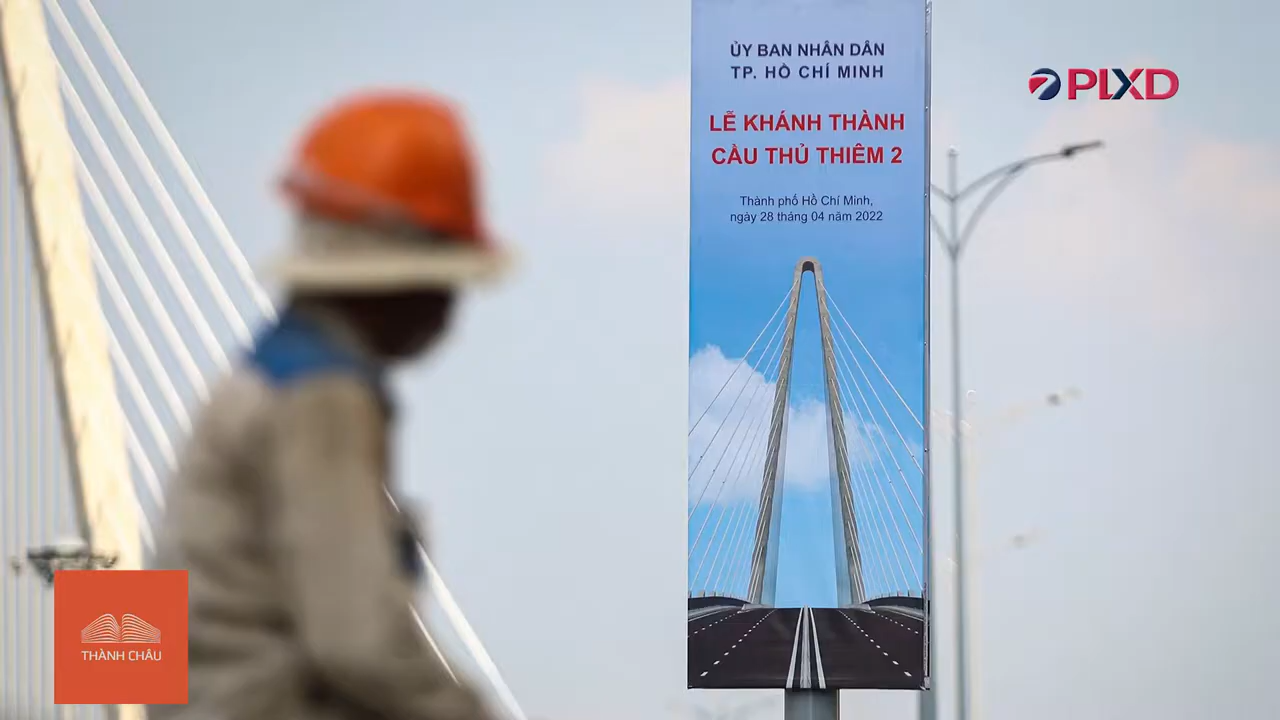 ỦY BAN NHÂN DÂN
TP. HỒ CHÍ MINH
LỄ KHÁNH THÀNH
CẦU THỦ THIÊM 2
Thành phố Hồ Chí Minh,
ngày 28 tháng 04 năm 2022
PLXD
THÀNH CHÂU